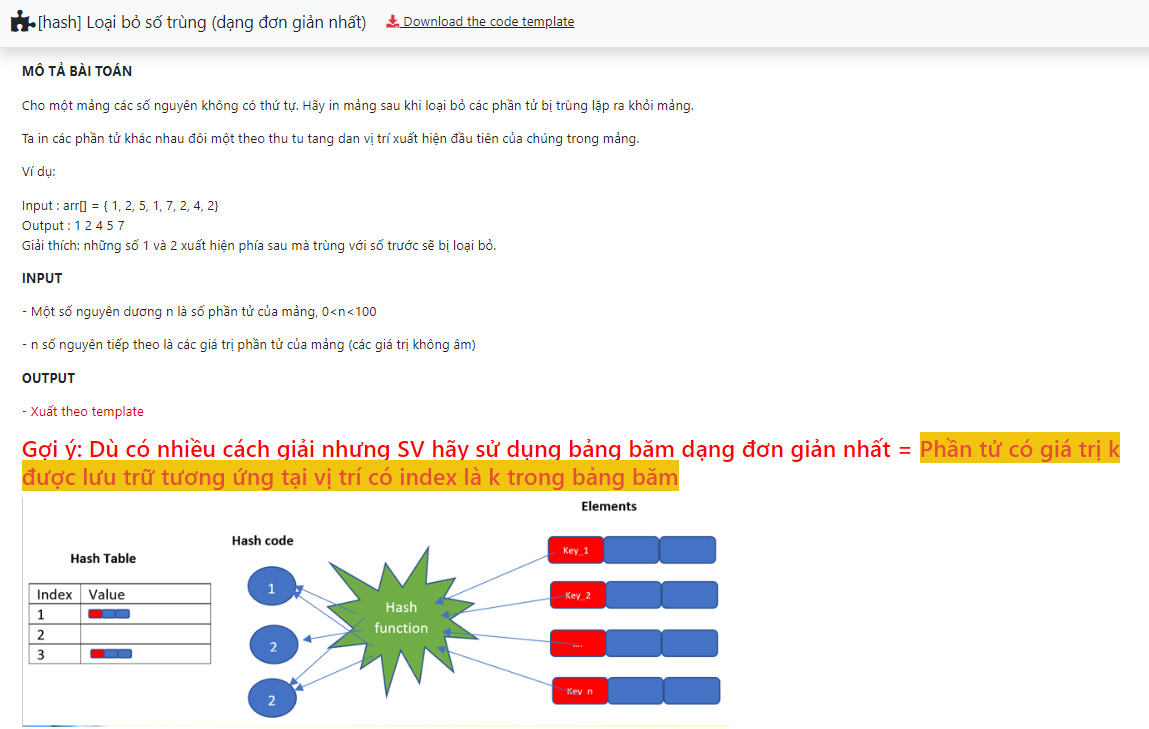 [hash] Loại bỏ số trùng (dạng đơn giản nhất) Download the code template
MÔ TẢ BÀI TOÁN
Cho một mảng các số nguyên không có thứ tự. Hãy in mảng sau khi loại bỏ các phần tử bị trùng lặp ra khỏi mảng.
Ta in các phần tử khác nhau đôi một theo thu tu tang dan vị trí xuất hiện đầu tiên của chúng trong mảng.
Ví dụ:
Input : arr[] = { 1, 2, 5, 1, 7, 2, 4, 2}
Output : 1 2 4 5 7
Giải thích: những số 1 và 2 xuất hiện phía sau mà trùng với số trước sẽ bị loại bỏ.
INPUT
- Một số nguyên dương n là số phần tử của mảng, 0<n<100
- n số nguyên tiếp theo là các giá trị phần tử của mảng (các giá trị không âm)
OUTPUT
- Xuất theo template
Gợi ý: Dù có nhiều cách giải nhưng SV hãy sử dụng bảng băm dạng đơn giản nhất = Phần tử có giá trị k
được lưu trữ tương ứng tại vị trí có index là k trong bảng băm
Hash Table
Index Value
1
2
3
Hash code
1
2
2
Hash
function
Elements
Key_1
Key_2
....
Key_n